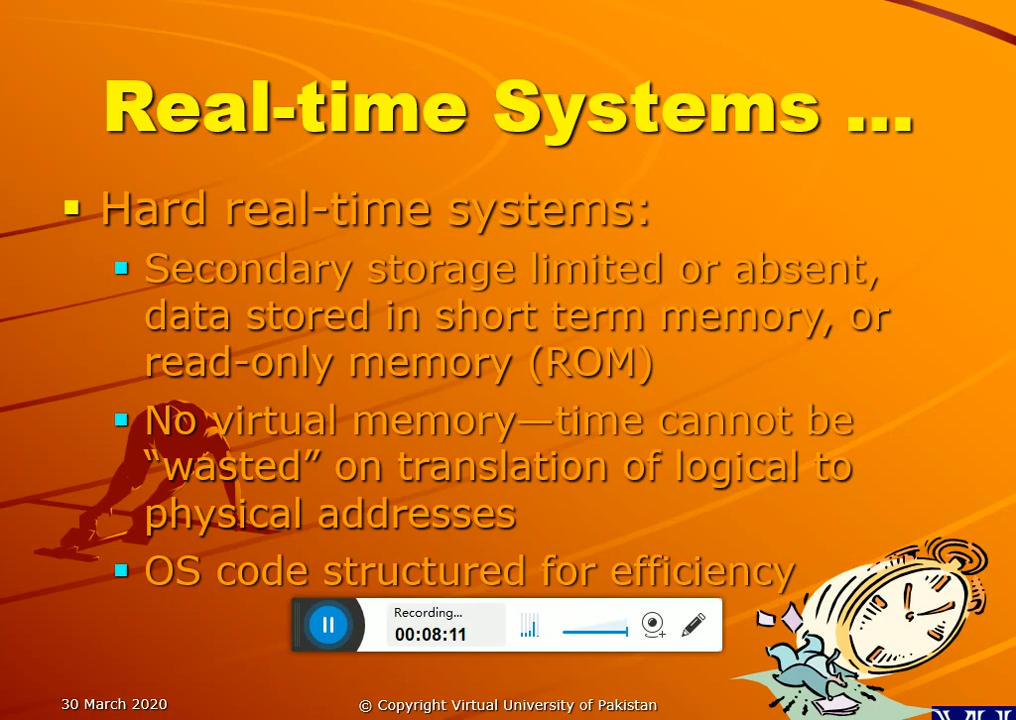 Real-time Systems ...
Hard real-time systems:
Secondary storage limited or absent,
data stored in short term memory, or
read-only memory (ROM)
No virtual memory—time cannot be
“wasted” on translation of logical to
physical addresses
OS code structured for efficiency
Recording...
00:08:11
30 March 2020
© Copyright Virtual University of Pakistan